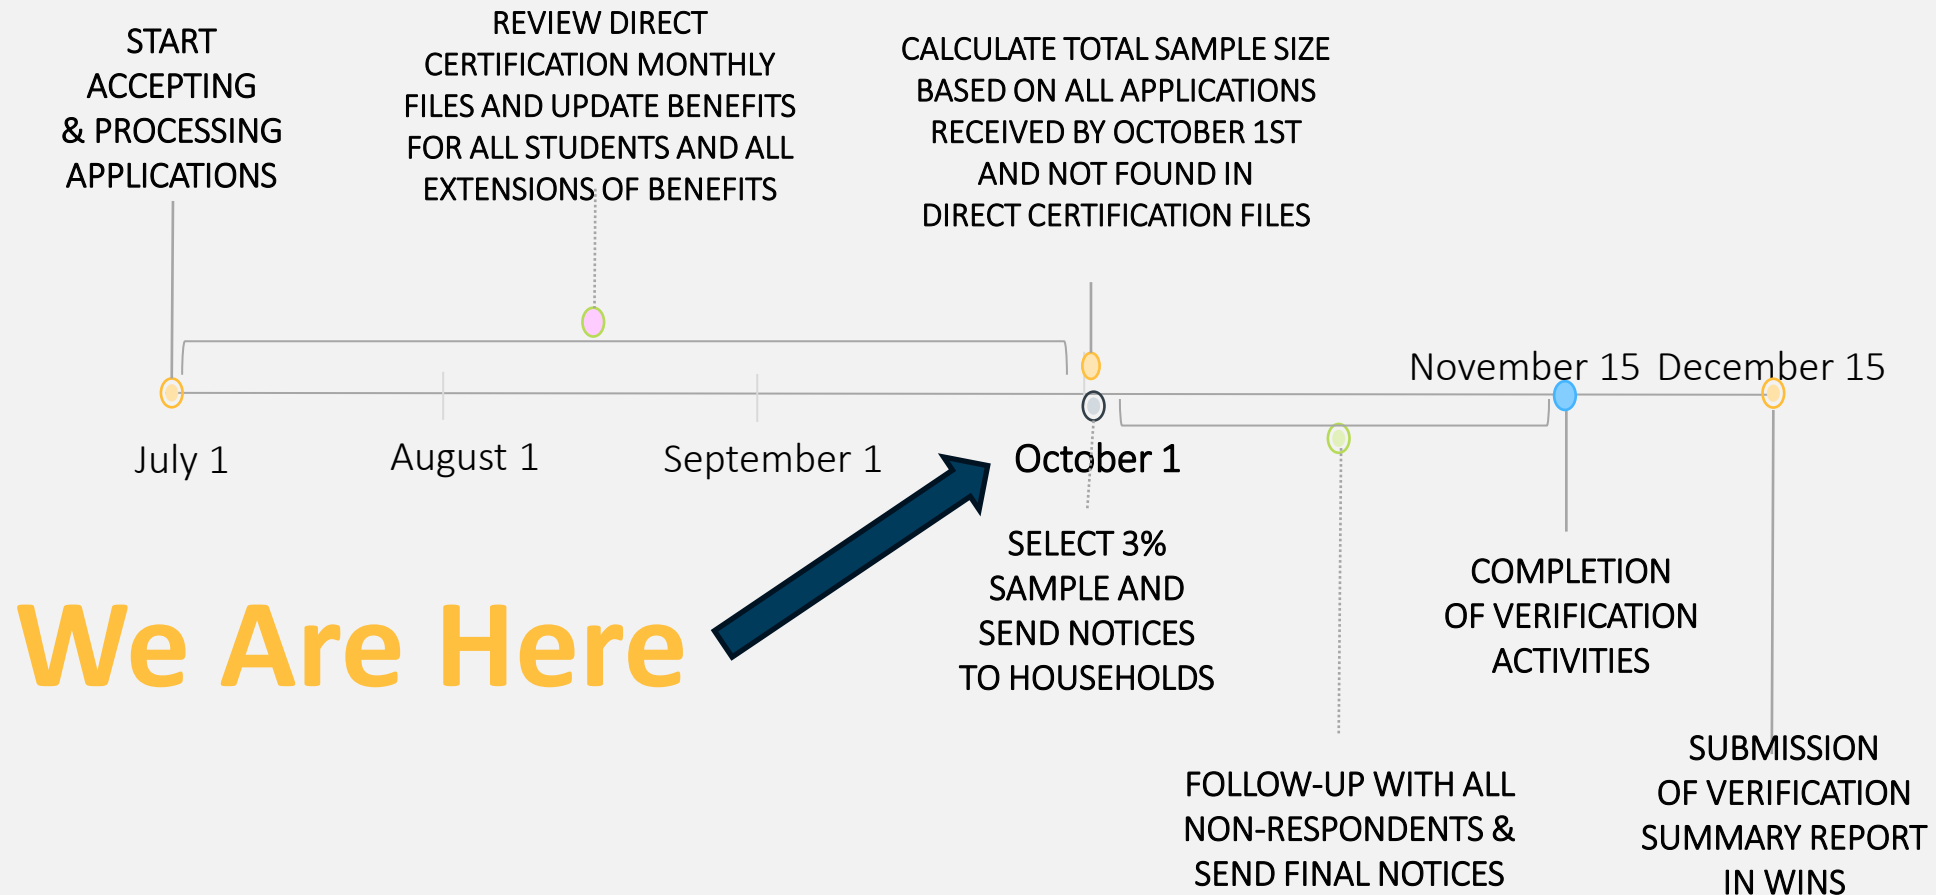 START
ACCEPTING
& PROCESSING
APPLICATIONS
REVIEW DIRECT
CERTIFICATION MONTHLY
FILES AND UPDATE BENEFITS
FOR ALL STUDENTS AND ALL
EXTENSIONS OF BENEFITS
CALCULATE TOTAL SAMPLE SIZE
BASED ON ALL APPLICATIONS
RECEIVED BY OCTOBER 1ST
AND NOT FOUND IN
DIRECT CERTIFICATION FILES
November 15
December 15
July 1
August 1
September 1
October 1
We Are Here
SELECT 3%
SAMPLE AND
SEND NOTICES
TO HOUSEHOLDS
COMPLETION
OF VERIFICATION
ACTIVITIES
FOLLOW-UP WITH ALL
NON-RESPONDENTS &
SEND FINAL NOTICES
SUBMISSION
OF VERIFICATION
SUMMARY REPORT
IN WINS